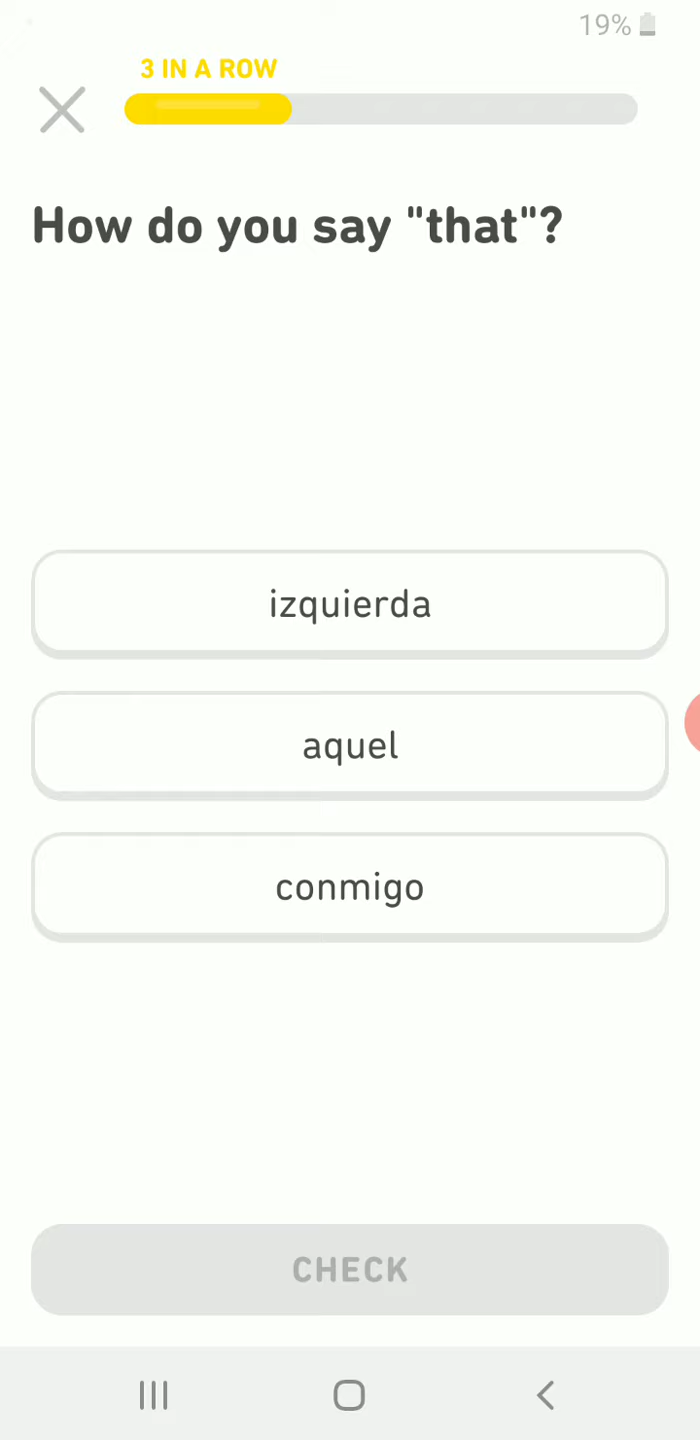 19%
3 IN A ROW
How do you say "that"?
izquierda
aquel
conmigo
CHECK